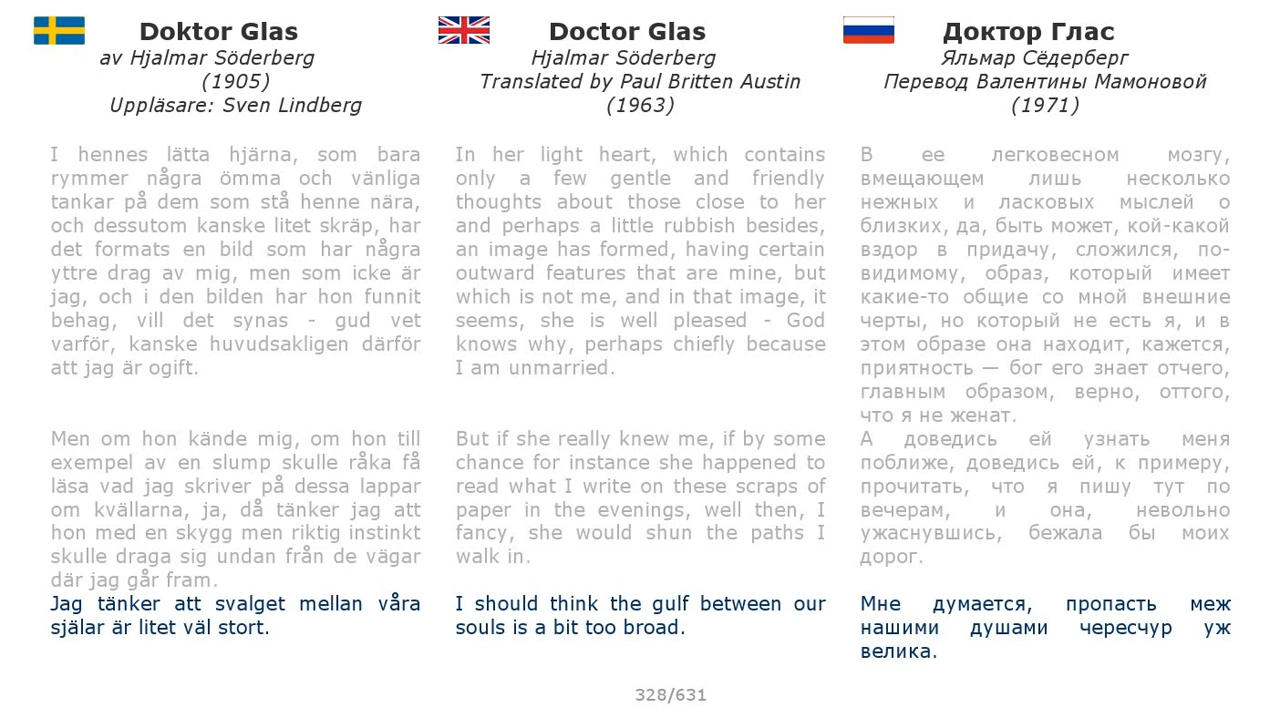 Doktor Glas
av Hjalmar Söderberg
(1905)
Uppläsare: Sven Lindberg
I hennes lätta hjärna, som bara
rymmer några ömma och vänliga
tankar på dem som stå henne nära,
och dessutom kanske litet skräp, har
det formats en bild som har några
yttre drag av mig, men som icke är
jag, och i den bilden har hon funnit
behag, vill det synas - gud vet
varför, kanske huvudsakligen därför
att jag är ogift.
Men om hon kände mig, om hon till
exempel av en slump skulle råka få
läsa vad jag skriver på dessa lappar
om kvällarna, ja, då tänker jag att
hon med en skygg men riktig instinkt
skulle draga sig undan från de vägar
där jag går fram.
Jag tänker att svalget mellan våra
själar är litet väl stort.
Doctor Glas
Hjalmar Söderberg
Translated by Paul Britten Austin
(1963)
In her light heart, which contains
only a few gentle and friendly
thoughts about those close to her
and perhaps a little rubbish besides,
an image has formed, having certain
outward features that are mine, but
which is not me, and in that image, it
seems, she is well pleased - God
knows why, perhaps chiefly because
I am unmarried.
But if she really knew me, if by some
chance for instance she happened to
read what I write on these scraps of
paper in the evenings, well then, I
fancy, she would shun the paths I
walk in.
I should think the gulf between our
souls is a bit too broad.
Доктор Глас
Яльмар Сёдерберг
Перевод Валентины Мамоновой
(1971)
В ее легковесном мозгу,
вмещающем лишь несколько
нежных и ласковых мыслей о
близких, да, быть может, кой-какой
вздор в придачу, сложился, по-
видимому, образ, который имеет
какие-то общие со мной внешние
черты, но который не есть я, и в
этом образе она находит, кажется,
приятность — бог его знает отчего,
главным образом, верно, оттого,
что я не женат.
А доведись ей узнать меня
поближе, доведись ей, к примеру,
прочитать, что я пишу тут по
вечерам, и она, невольно
ужаснувшись, бежала бы моих
дорог.
Мне думается, пропасть меж
нашими душами чересчур уж
велика.
328/631